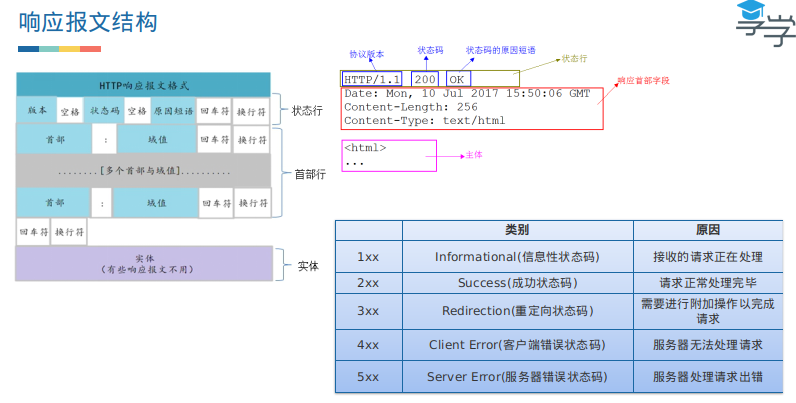 响应报文结构
学学
HTTP响应报文格式
版本 空格 状态码 空格 原因短语 回车符 换行符
状态行
首部 : 域值 回车符 换行符
........[多个首部与域值]..........
首部行
首部 : 域值 回车符 换行符
回车符 换行符
实体
(有些响应报文不用)
实体
协议版本 状态码 状态码的原因短语
状态行
HTTP/1.1 200 OK
响应首部字段
Date: Mon, 10 Jul 2017 15:50:06 GMT
Content-Length: 256
Content-Type: text/html
<html>
...
主体
类别 原因
1xx Informational(信息性状态码) 接收的请求正在处理
2xx Success(成功状态码) 请求正常处理完毕
3xx Redirection(重定向状态码) 需要进行附加操作以完成
请求
4xx Client Error(客户端错误状态码) 服务器无法处理请求
5xx Server Error(服务器错误状态码) 服务器处理请求出错